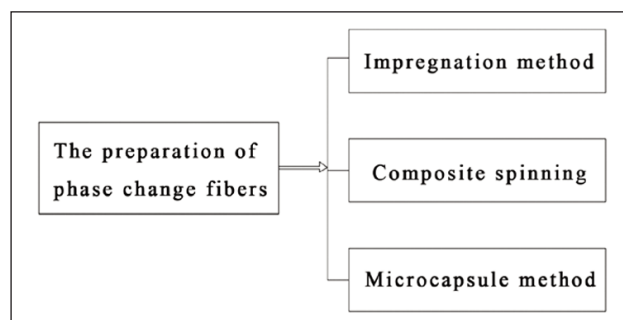 The preparation of
phase change fibers
Impregnation method
Composite spinning
Microcapsule method